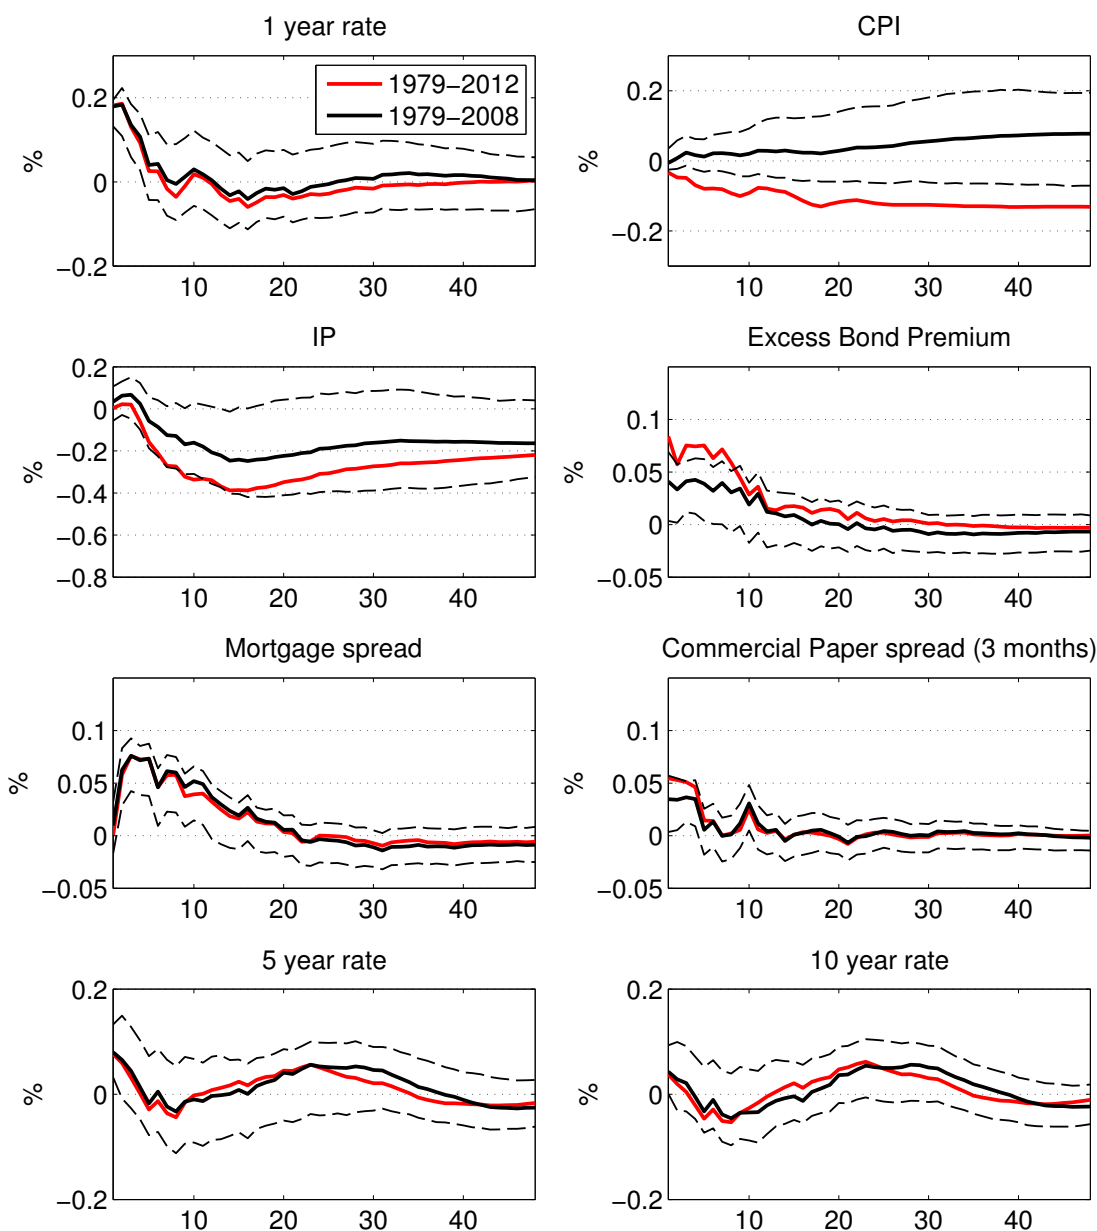 1 year rate
CPI
1979−2012
1979−2008
%
0.2
0
−0.2
10 20 30 40
%
0.2
0
−0.2
10 20 30 40
IP
Excess Bond Premium
%
0.2
0
−0.2
−0.4
−0.6
−0.8
10 20 30 40
%
0.1
0.05
0
−0.05
10 20 30 40
Mortgage spread
Commercial Paper spread (3 months)
%
0.1
0.05
0
−0.05
10 20 30 40
%
0.1
0.05
0
−0.05
10 20 30 40
5 year rate
10 year rate
%
0.2
0
−0.2
10 20 30 40
%
0.2
0
−0.2
10 20 30 40